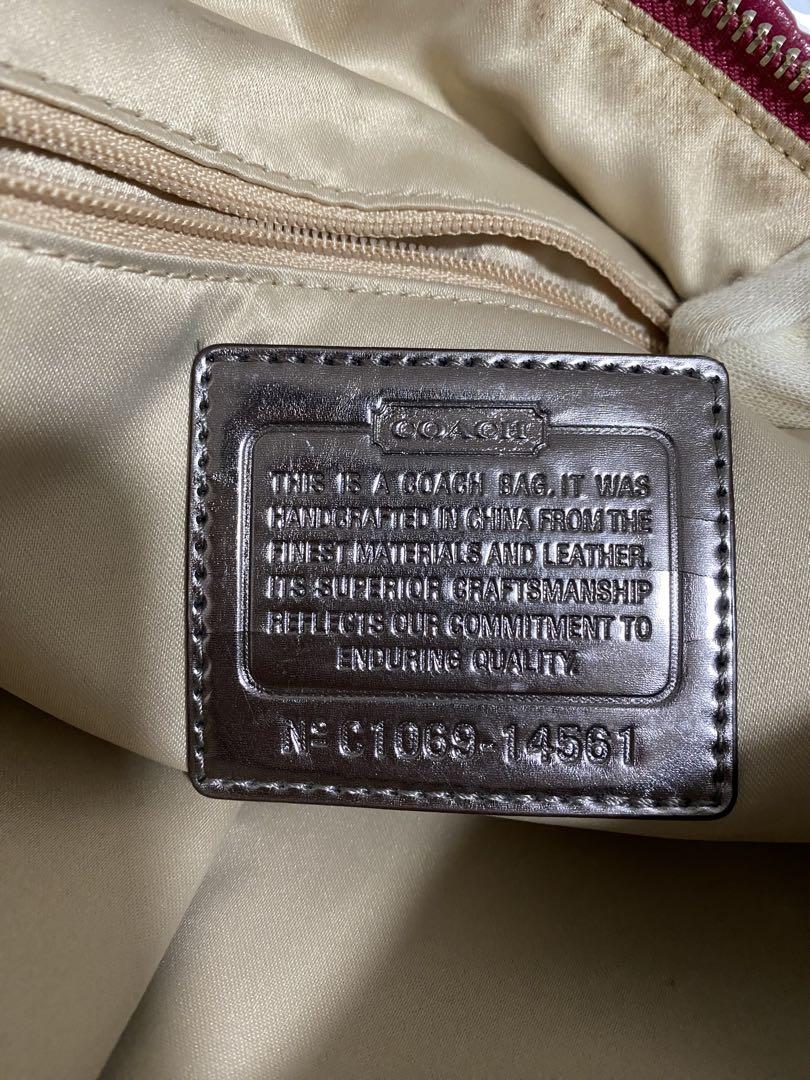 COACH
THIS IS A COACH BAG. IT WAS
HANDCRAFTED IN CHINA FROM THE
FINEST MATERIALS AND LEATHER.
ITS SUPERIOR CRAFTSMANSHIP
REFLECTS OUR COMMITMENT TO
ENDURING QUALITY.
Nº C1069-14561